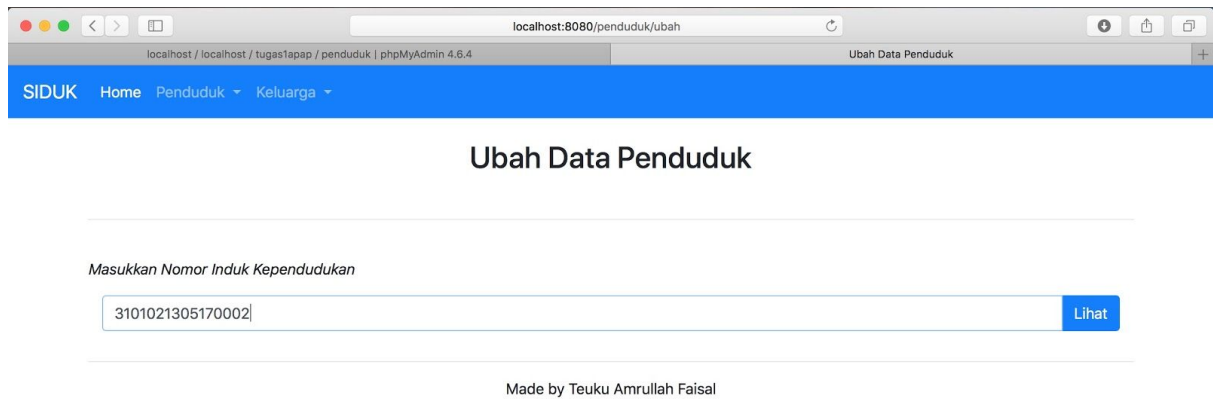 localhost:8080/penduduk/ubah
localhost / localhost / tugas1apap / penduduk | phpMyAdmin 4.6.4 Ubah Data Penduduk
SIDUK Home Penduduk Keluarga
Ubah Data Penduduk
Masukkan Nomor Induk Kependudukan
3101021305170002 Lihat
Made by Teuku Amrullah Faisal